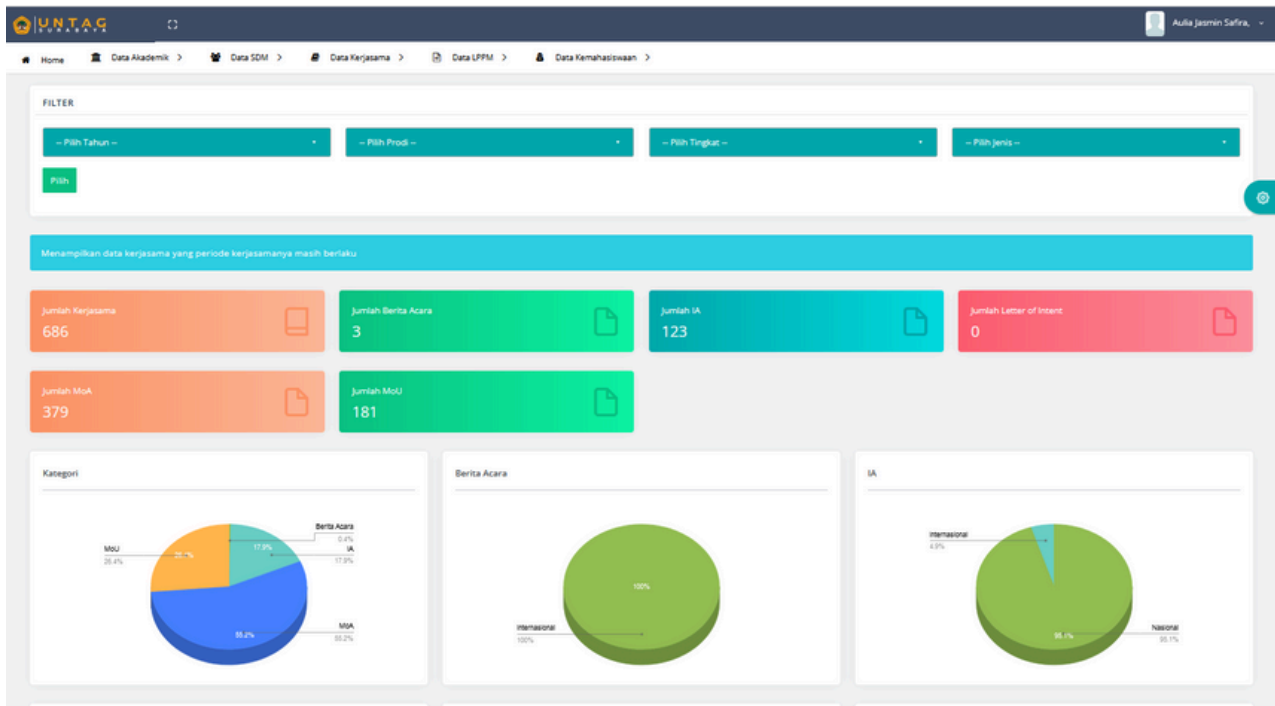 UNTAG
SURABAYA
Aulia Jasmin Safira,
Home
Data Akademik
Data SDM
Data Kerjasama
Data LPPM
Data Kemahasiswaan
FILTER
-- Pilih Tahun --
-- Pilih Prodi --
-- Pilih Tingkat --
-- Pilih Jenis --
Pilih
Menampilkan data kerjasama yang periode kerjasamanya masih berlaku
Jumlah Kerjasama
686
Jumlah Berita Acara
3
Jumlah IA
123
Jumlah Letter of Intent
0
Jumlah MoA
379
Jumlah MoU
181
Kategori
MoU
26.4%
26.4%
17.9%
Berita Acara
0.4%
IA
17.9%
55.2%
MoA
55.2%
Berita Acara
100%
Internasional
100%
IA
Internasional
4.9%
95.1%
Nasional
95.1%